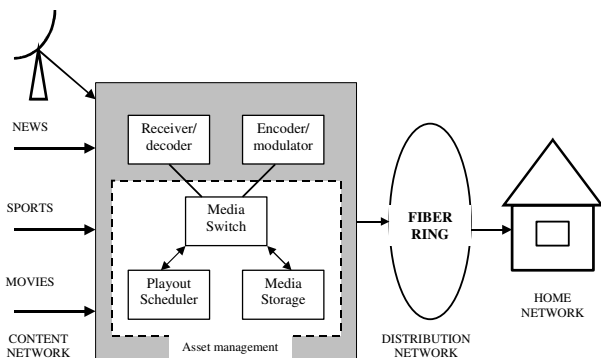 NEWS
SPORTS
MOVIES
CONTENT
NETWORK
Receiver/
decoder
Encoder/
modulator
Media
Switch
Playout
Scheduler
Media
Storage
Asset management
FIBER
RING
DISTRIBUTION
NETWORK
HOME
NETWORK